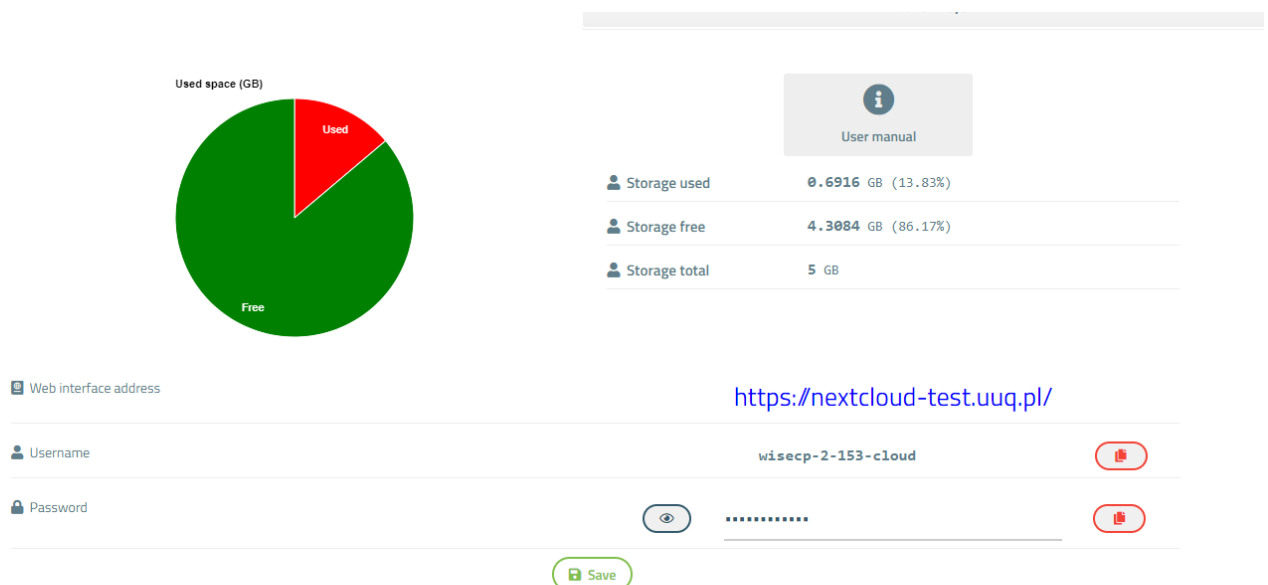 Used space (GB)
Used
Free
User manual
Storage used 0.6916 GB (13.83%)
Storage free 4.3084 GB (86.17%)
Storage total 5 GB
Web interface address https://nextcloud-test.uuq.pl/
Username wisecp-2-153-cloud
Password ••••••••••••
Save